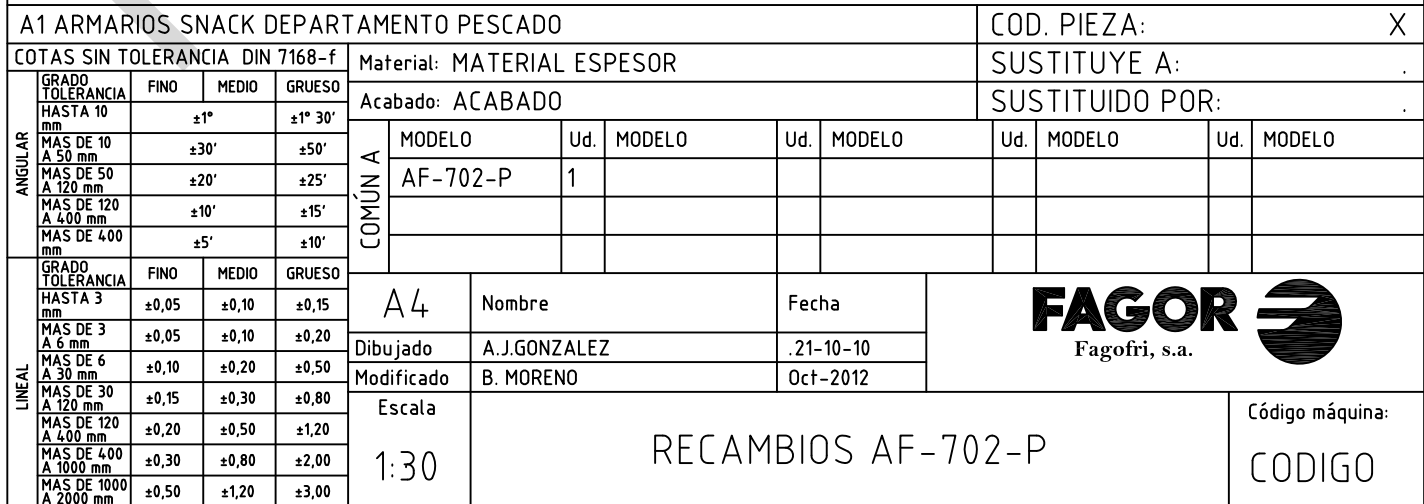 A1 ARMARIOS SNACK DEPARTAMENTO PESCADO
COD. PIEZA: X
COTAS SIN TOLERANCIA DIN 7168-f
Material: MATERIAL ESPESOR
SUSTITUYE A: .
Acabado: ACABADO
SUSTITUIDO POR: .
ANGULAR
GRADO TOLERANCIA FINO MEDIO GRUESO
HASTA 10 mm ±1° ±1° 30'
MAS DE 10 A 50 mm ±30' ±50'
MAS DE 50 A 120 mm ±20' ±25'
MAS DE 120 A 400 mm ±10' ±15'
MAS DE 400 mm ±5' ±10'
LINEAL
GRADO TOLERANCIA FINO MEDIO GRUESO
HASTA 3 mm ±0,05 ±0,10 ±0,15
MAS DE 3 A 6 mm ±0,05 ±0,10 ±0,20
MAS DE 6 A 30 mm ±0,10 ±0,20 ±0,50
MAS DE 30 A 120 mm ±0,15 ±0,30 ±0,80
MAS DE 120 A 400 mm ±0,20 ±0,50 ±1,20
MAS DE 400 A 1000 mm ±0,30 ±0,80 ±2,00
MAS DE 1000 A 2000 mm ±0,50 ±1,20 ±3,00
COMÚN A
MODELO Ud. MODELO Ud. MODELO Ud. MODELO Ud. MODELO
AF-702-P 1
A4 Nombre Fecha
Dibujado A.J.GONZALEZ .21-10-10
Modificado B. MORENO Oct-2012
FAGOR
Fagofri, s.a.
Escala
1:30
RECAMBIOS AF-702-P
Código máquina:
CODIGO